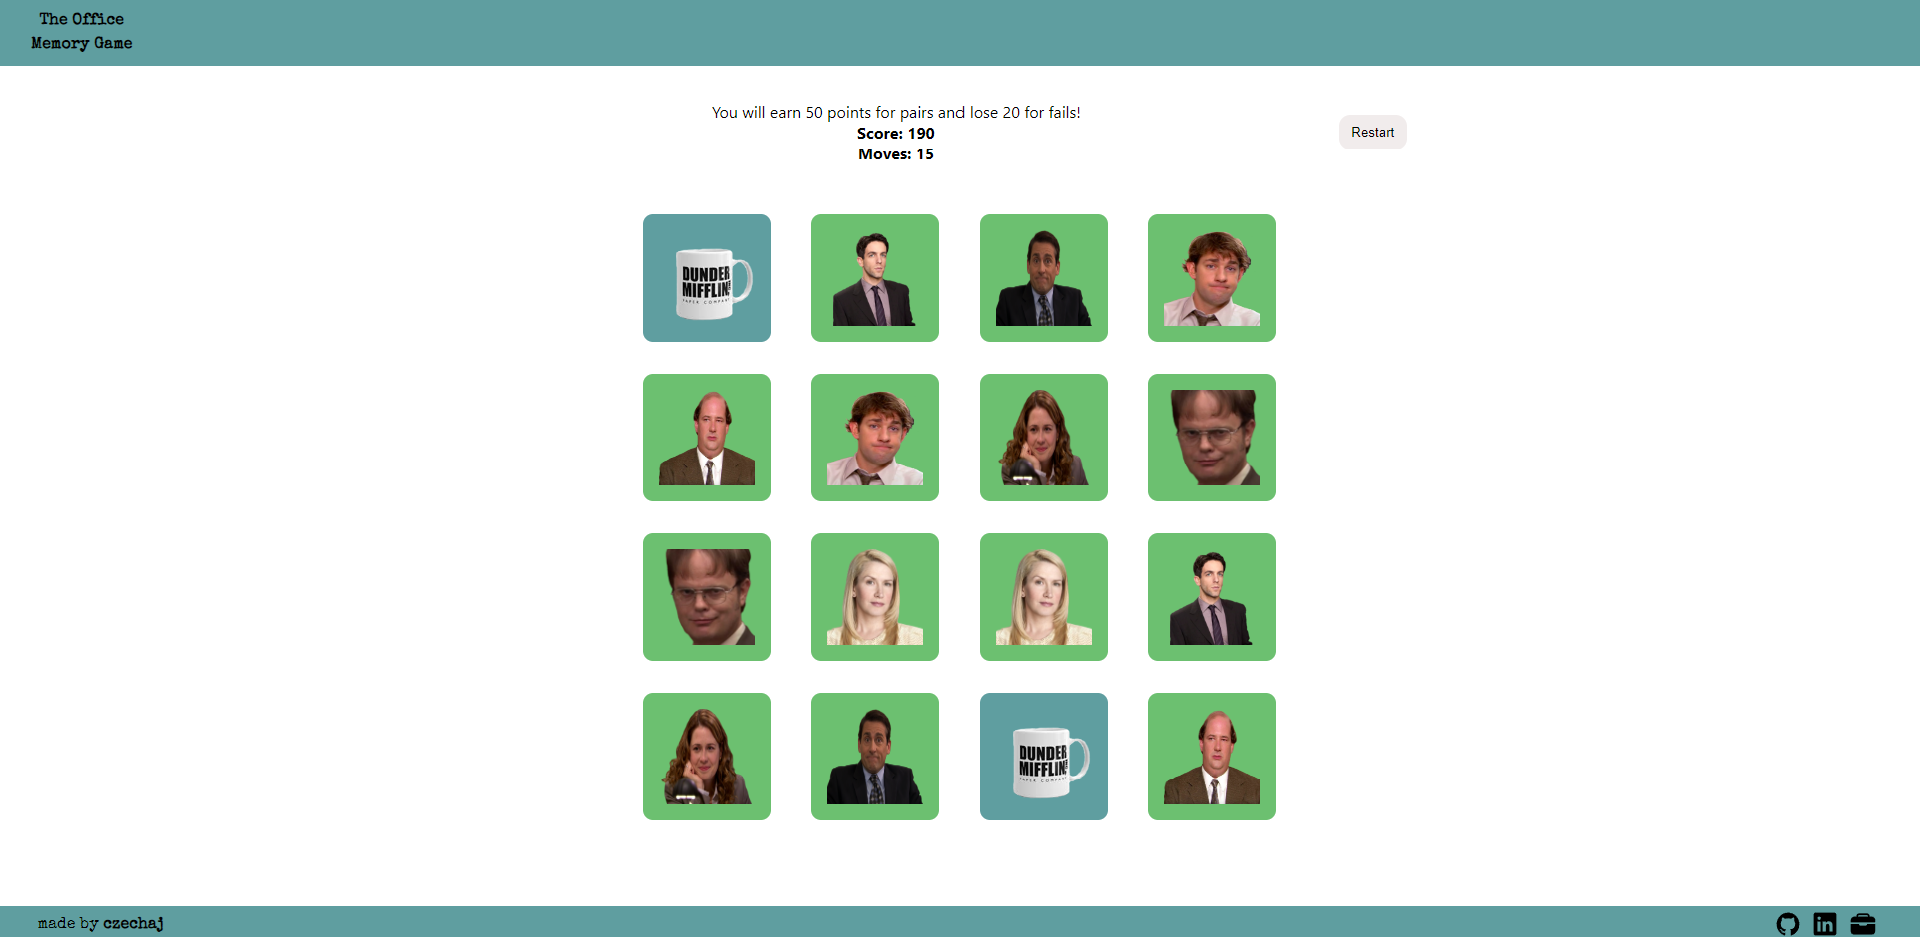 The Office
Memory Game
You will earn 50 points for pairs and lose 20 for fails!
Score: 190
Moves: 15
Restart
DUNDER
MIFFLIN
PAPER COMPANY
DUNDER
MIFFLIN
PAPER COMPANY
made by czechaj
in